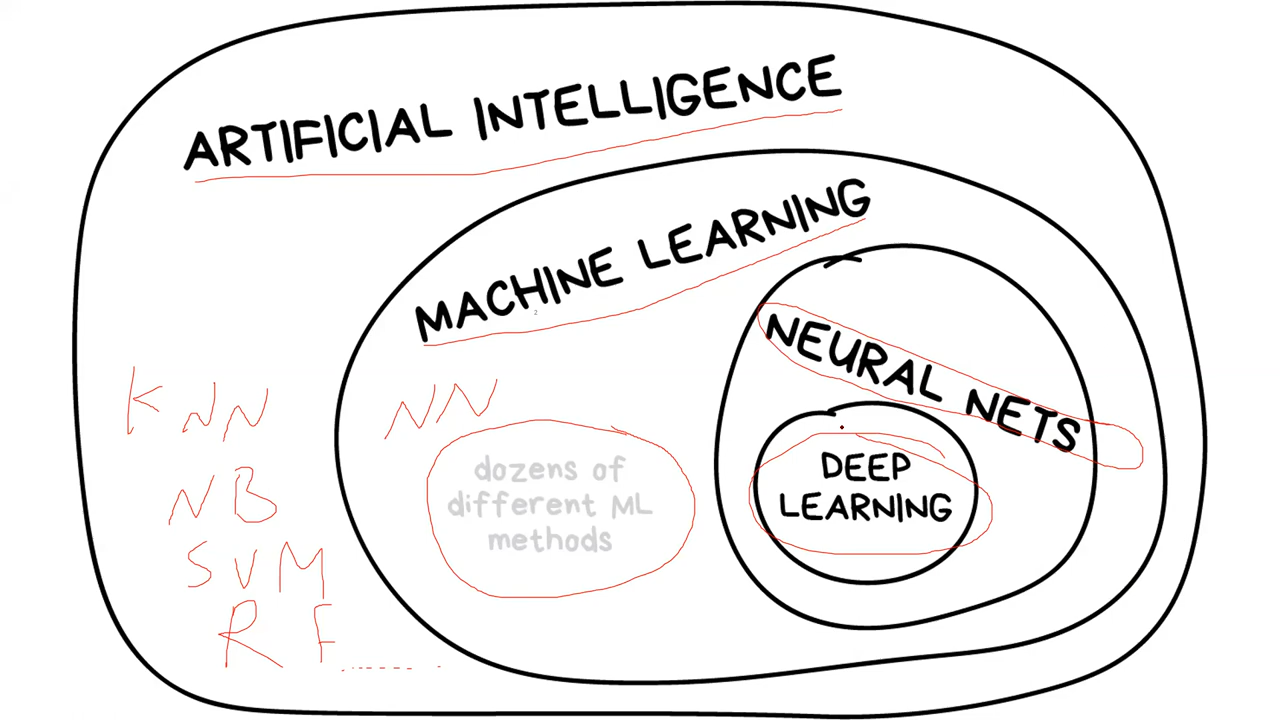 ARTIFICIAL INTELLIGENCE
MACHINE LEARNING
NEURAL NETS
KNN
NN
dozens of
different ML
methods
DEEP
LEARNING
NB
SVM
RF